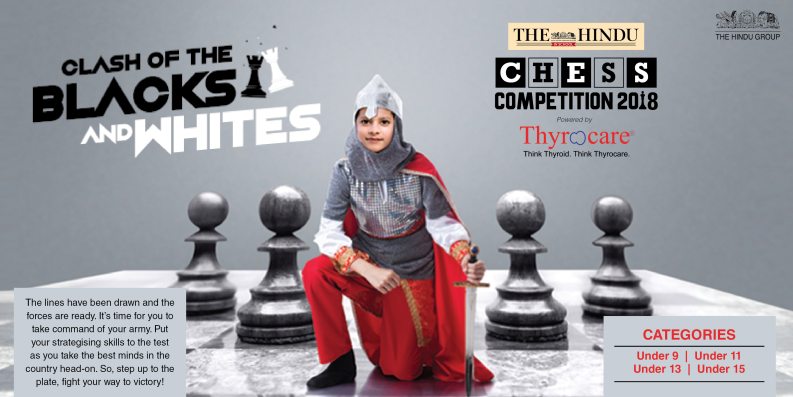 CLASH OF THE
BLACKS
AND WHITES
THE HINDU
IN SCHOOL
CHESS
COMPETITION 2018
Powered by
Thyrocare®
Think Thyroid. Think Thyrocare.
THE HINDU GROUP
The lines have been drawn and the
forces are ready. It's time for you to
take command of your army. Put
your strategising skills to the test
as you take the best minds in the
country head-on. So, step up to the
plate, fight your way to victory!
CATEGORIES
Under 9 | Under 11
Under 13 | Under 15